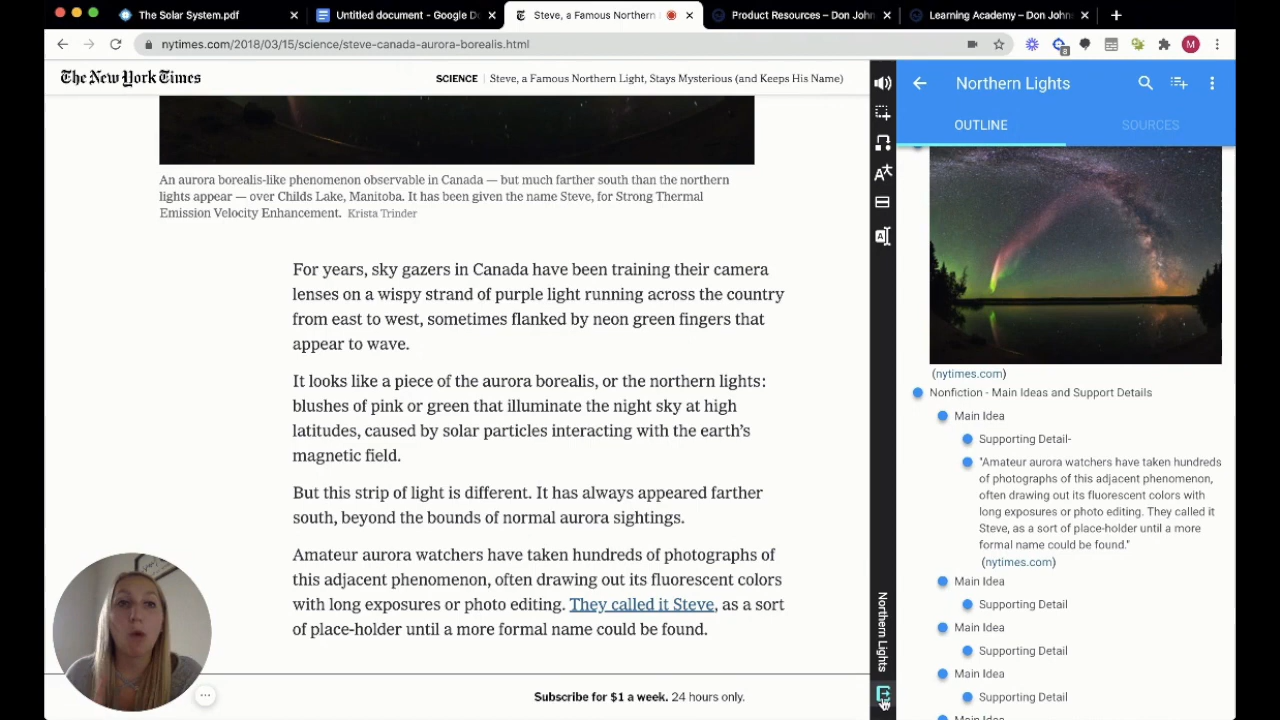 The Solar System.pdf
Untitled document - Google D
Steve, a Famous Northern
Product Resources – Don John
Learning Academy – Don John
nytimes.com/2018/03/15/science/steve-canada-aurora-borealis.html
8
M
The New York Times
SCIENCE
Steve, a Famous Northern Light, Stays Mysterious (and Keeps His Name)
An aurora borealis-like phenomenon observable in Canada — but much farther south than the northern
lights appear — over Childs Lake, Manitoba. It has been given the name Steve, for Strong Thermal
Emission Velocity Enhancement. Krista Trinder
For years, sky gazers in Canada have been training their camera
lenses on a wispy strand of purple light running across the country
from east to west, sometimes flanked by neon green fingers that
appear to wave.
It looks like a piece of the aurora borealis, or the northern lights:
blushes of pink or green that illuminate the night sky at high
latitudes, caused by solar particles interacting with the earth’s
magnetic field.
But this strip of light is different. It has always appeared farther
south, beyond the bounds of normal aurora sightings.
Amateur aurora watchers have taken hundreds of photographs of
this adjacent phenomenon, often drawing out its fluorescent colors
with long exposures or photo editing. They called it Steve, as a sort
of place-holder until a more formal name could be found.
Subscribe for $1 a week. 24 hours only.
Northern Lights
Northern Lights
OUTLINE
SOURCES
(nytimes.com)
Nonfiction - Main Ideas and Support Details
Main Idea
Supporting Detail-
"Amateur aurora watchers have taken hundreds
of photographs of this adjacent phenomenon,
often drawing out its fluorescent colors with
long exposures or photo editing. They called it
Steve, as a sort of place-holder until a more
formal name could be found."
(nytimes.com)
Main Idea
Supporting Detail
Main Idea
Supporting Detail
Main Idea
Supporting Detail
Main Idea